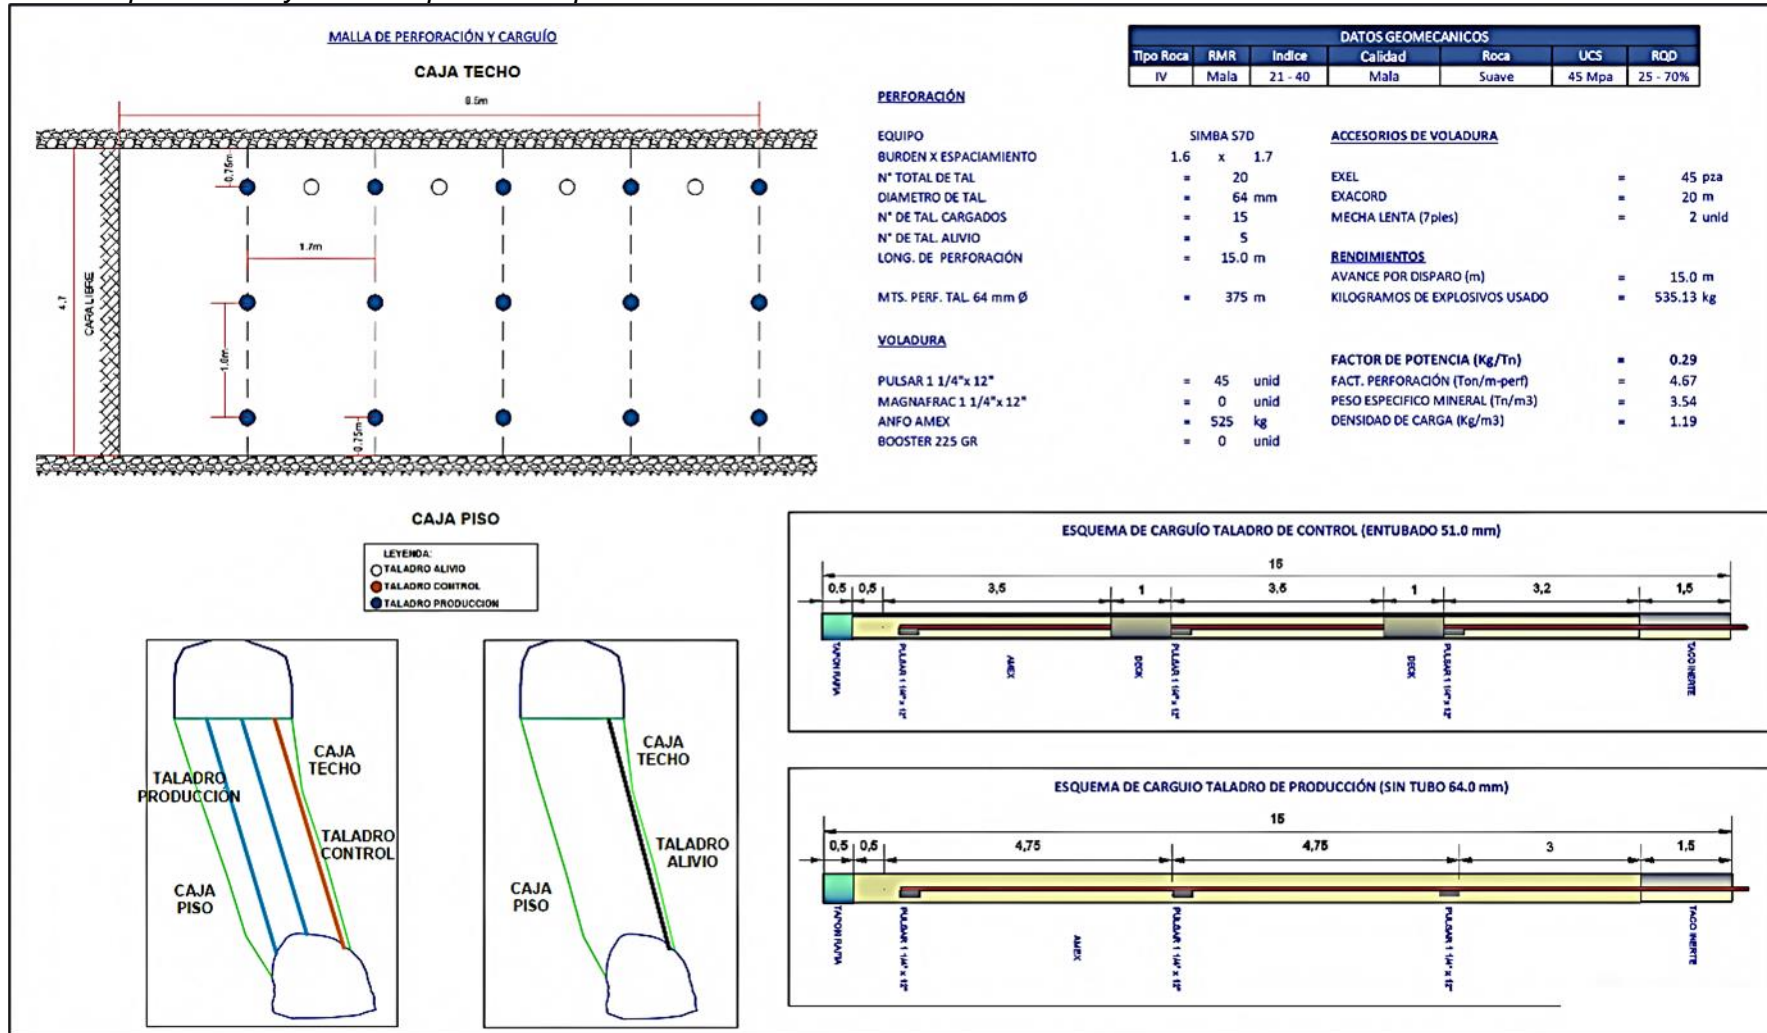 MALLA DE PERFORACIÓN Y CARGUÍO
CAJA TECHO
8.5m
0.75m
1.7m
4.7
CARA LIBRE
1.6m
0.75m
CAJA PISO
LEYENDA:
TALADRO ALIVIO
TALADRO CONTROL
TALADRO PRODUCCION
TALADRO PRODUCCIÓN
CAJA TECHO
TALADRO CONTROL
CAJA PISO
CAJA TECHO
TALADRO ALIVIO
CAJA PISO
DATOS GEOMECANICOS
Tipo Roca RMR Indice Calidad Roca UCS RQD
IV Mala 21 - 40 Mala Suave 45 Mpa 25 - 70%
PERFORACIÓN
EQUIPO SIMBA S7D
BURDEN X ESPACIAMIENTO 1.6 x 1.7
N° TOTAL DE TAL = 20
DIAMETRO DE TAL. = 64 mm
N° DE TAL. CARGADOS = 15
N° DE TAL. ALIVIO = 5
LONG. DE PERFORACIÓN = 15.0 m
MTS. PERF. TAL. 64 mm Ø = 375 m
VOLADURA
PULSAR 1 1/4"x 12" = 45 unid
MAGNAFRAC 1 1/4"x 12" = 0 unid
ANFO AMEX = 525 kg
BOOSTER 225 GR = 0 unid
ACCESORIOS DE VOLADURA
EXEL = 45 pza
EXACORD = 20 m
MECHA LENTA (7pies) = 2 unid
RENDIMIENTOS
AVANCE POR DISPARO (m) = 15.0 m
KILOGRAMOS DE EXPLOSIVOS USADO = 535.13 kg
FACTOR DE POTENCIA (Kg/Tn) = 0.29
FACT. PERFORACIÓN (Ton/m-perf) = 4.67
PESO ESPECIFICO MINERAL (Tn/m3) = 3.54
DENSIDAD DE CARGA (Kg/m3) = 1.19
ESQUEMA DE CARGUÍO TALADRO DE CONTROL (ENTUBADO 51.0 mm)
15
0,5 0,5 3,5 1 3,5 1 3,2 1,5
TAPON RAFIA PULSAR 1 1/4" x 12" AMEX DECK PULSAR 1 1/4" x 12" DECK PULSAR 1 1/4" x 12" TACO INERTE
ESQUEMA DE CARGUIO TALADRO DE PRODUCCIÓN (SIN TUBO 64.0 mm)
15
0,5 0,5 4,75 4,75 3 1,5
TAPON RAFIA PULSAR 1 1/4" x 12" AMEX PULSAR 1 1/4" x 12" PULSAR 1 1/4" x 12" TACO INERTE